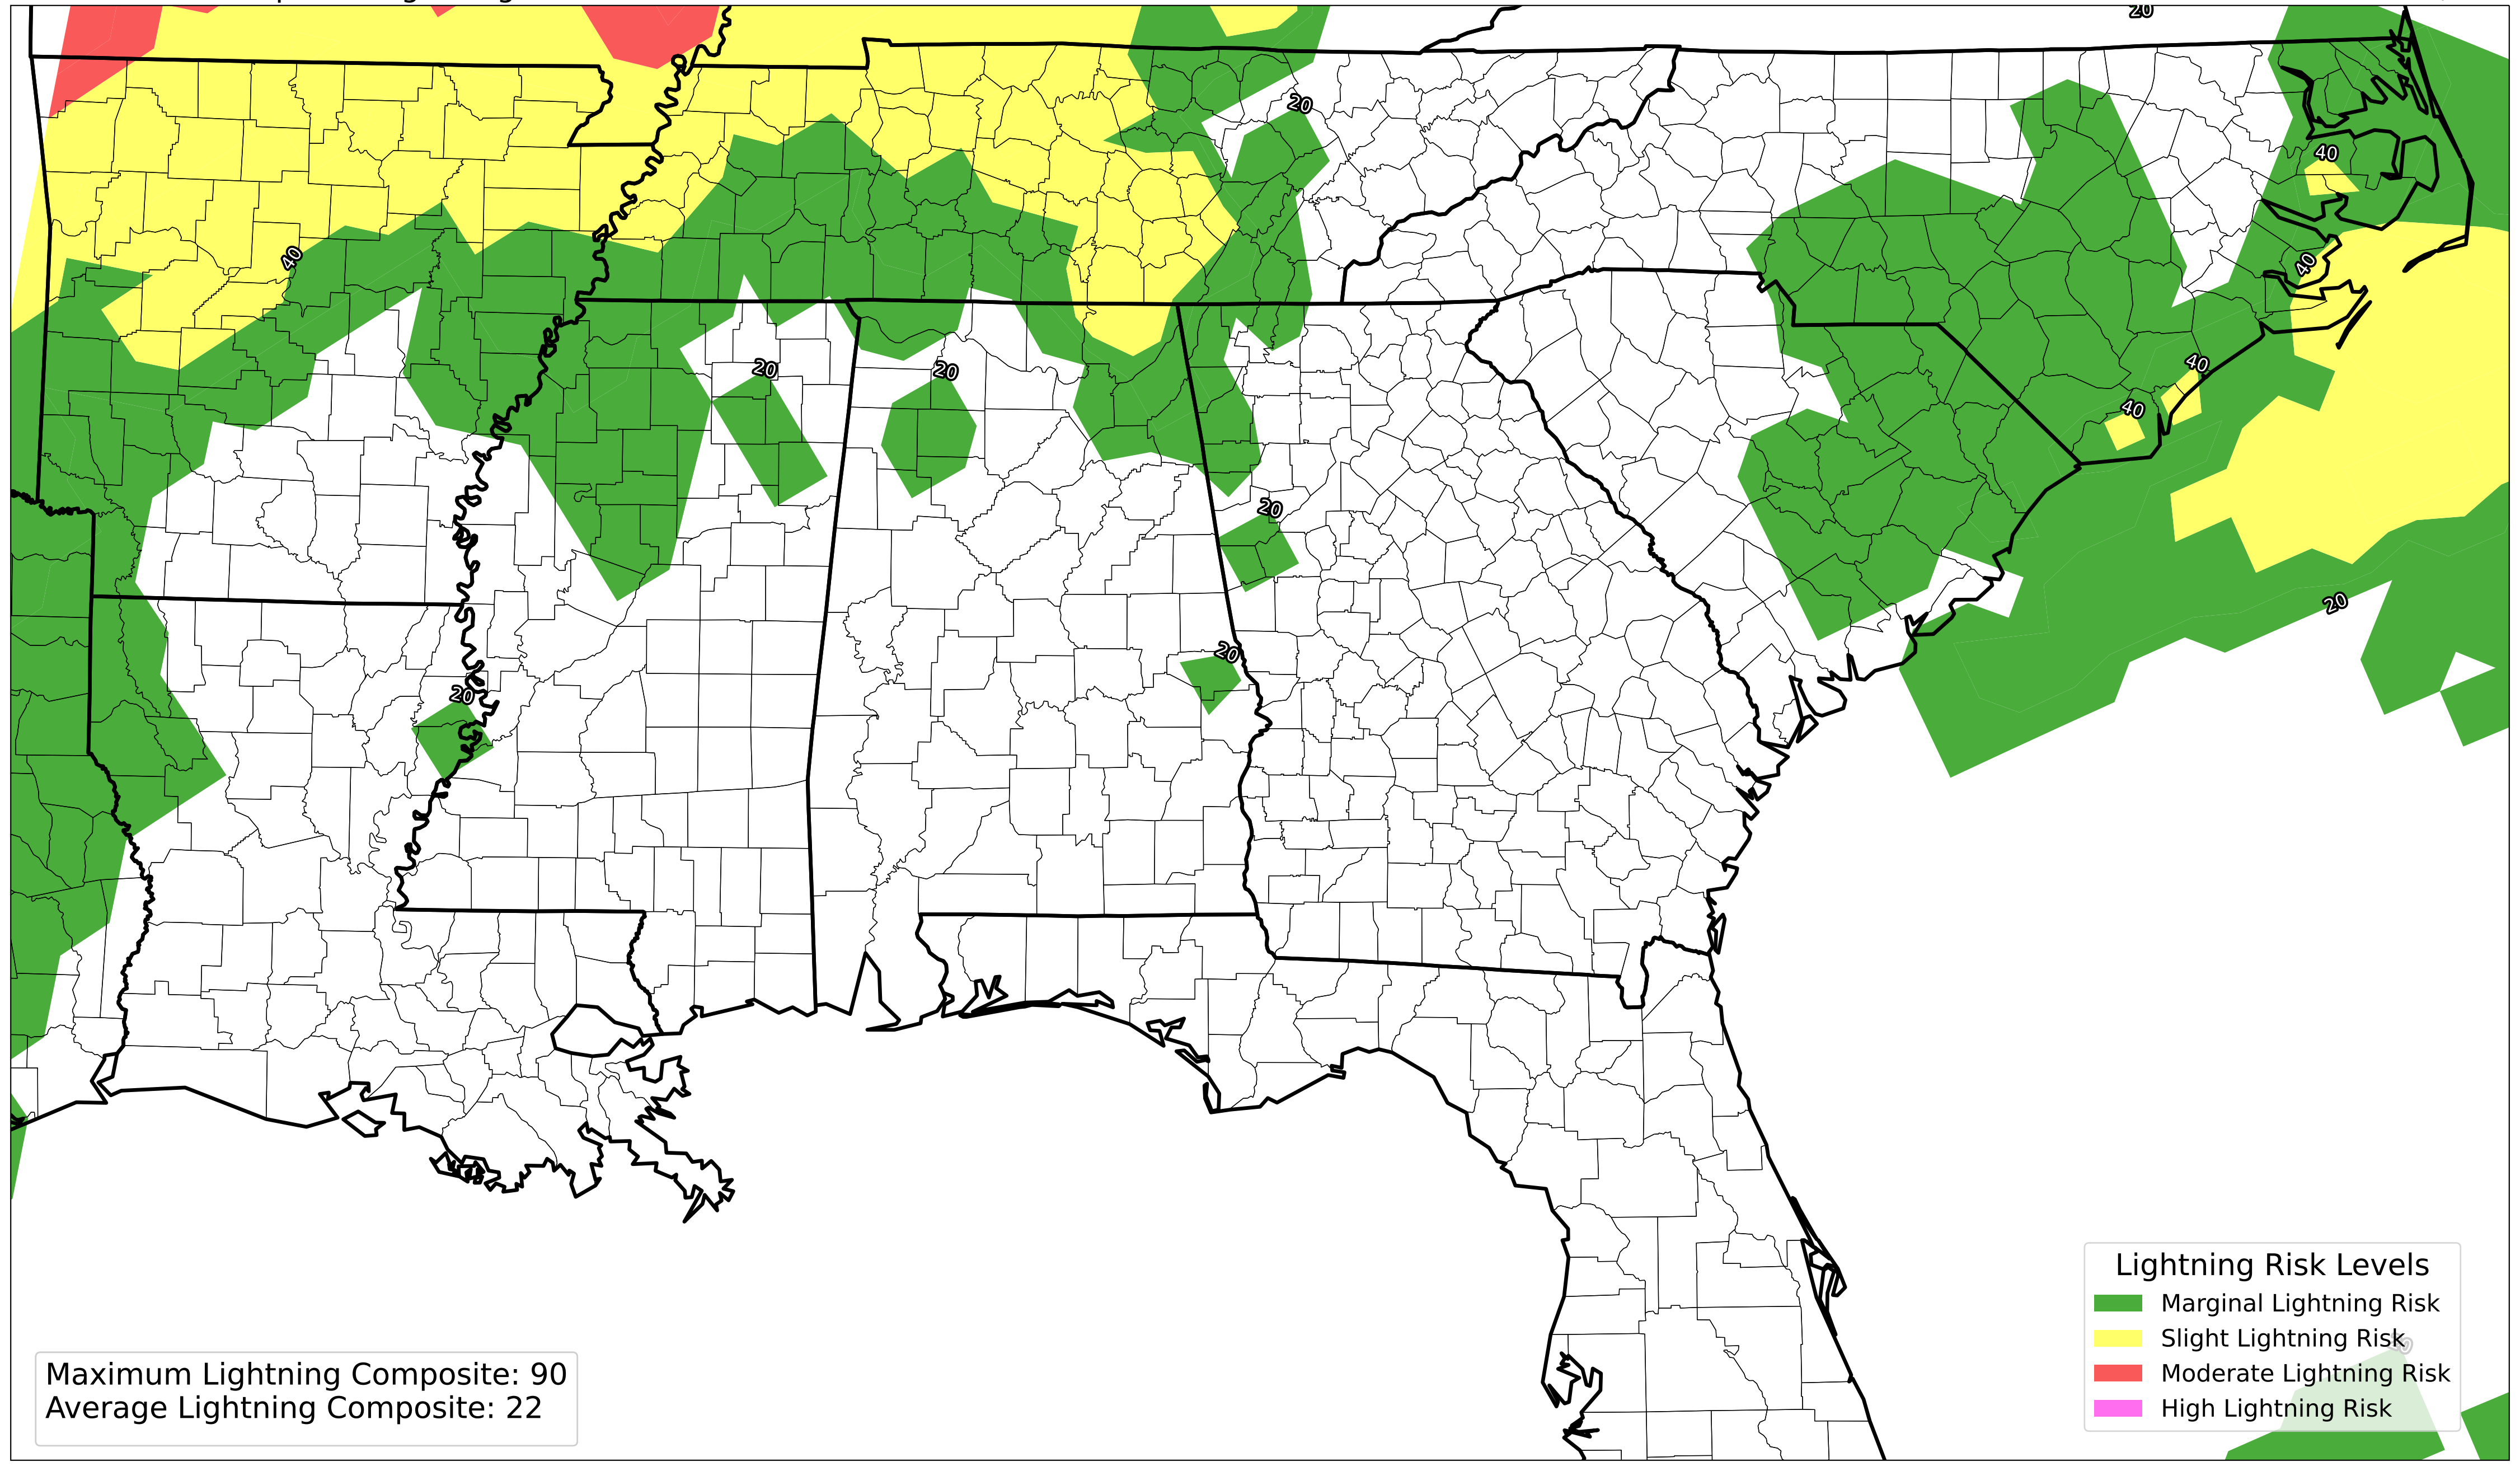 20
20
40
40
40
20
20
40
40
20
20
20
20
Lightning Risk Levels
Marginal Lightning Risk
Slight Lightning Risk
Moderate Lightning Risk
High Lightning Risk
Maximum Lightning Composite: 90
Average Lightning Composite: 22